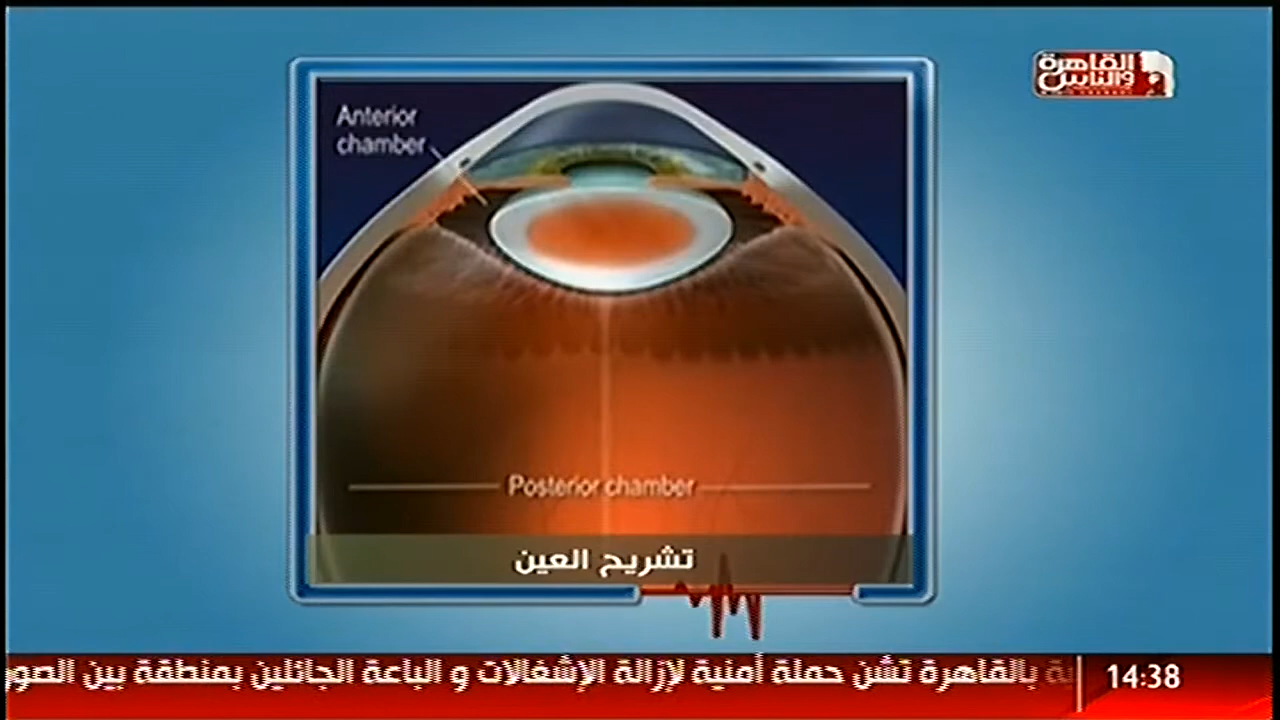 القاهرة
والناس
Anterior
chamber
Posterior chamber
تشريح العين
بالقاهرة تشن حملة أمنية لإزالة الإشغالات و الباعة الجائلين بمنطقة بين
14:38